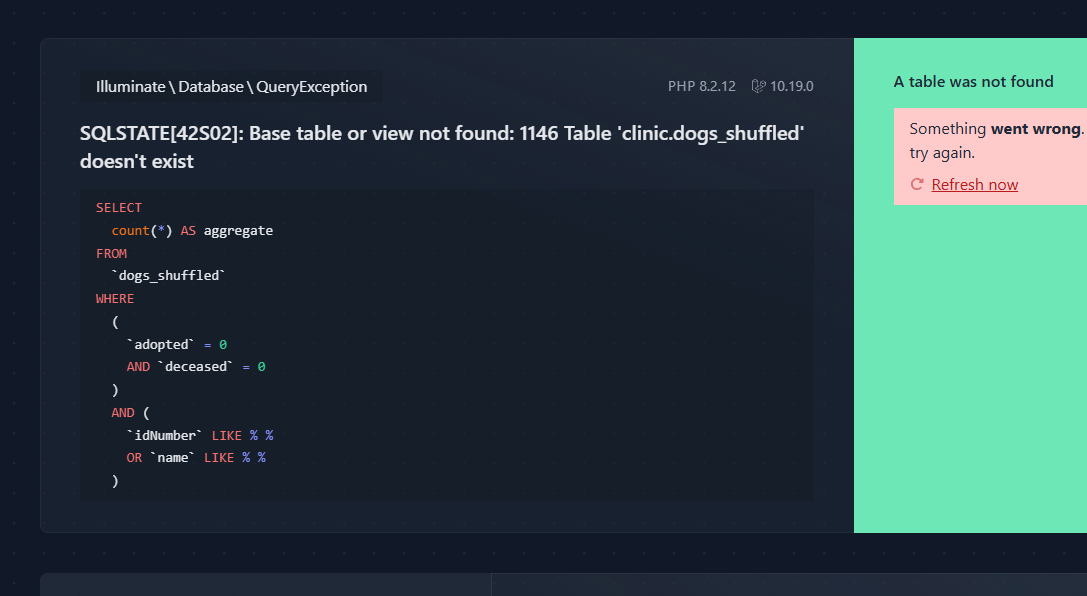 Illuminate \ Database \ QueryException
PHP 8.2.12 10.19.0
SQLSTATE[42S02]: Base table or view not found: 1146 Table 'clinic.dogs_shuffled'
doesn't exist
SELECT
count(*) AS aggregate
FROM
`dogs_shuffled`
WHERE
(
`adopted` = 0
AND `deceased` = 0
)
AND (
`idNumber` LIKE % %
OR `name` LIKE % %
)
A table was not found
Something went wrong.
try again.
Refresh now